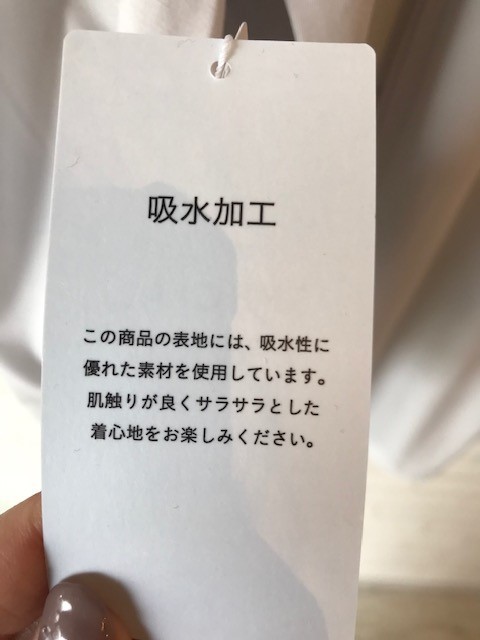 吸水加工
この商品の表地には、吸水性に
優れた素材を使用しています。
肌触りが良くサラサラとした
着心地をお楽しみください。